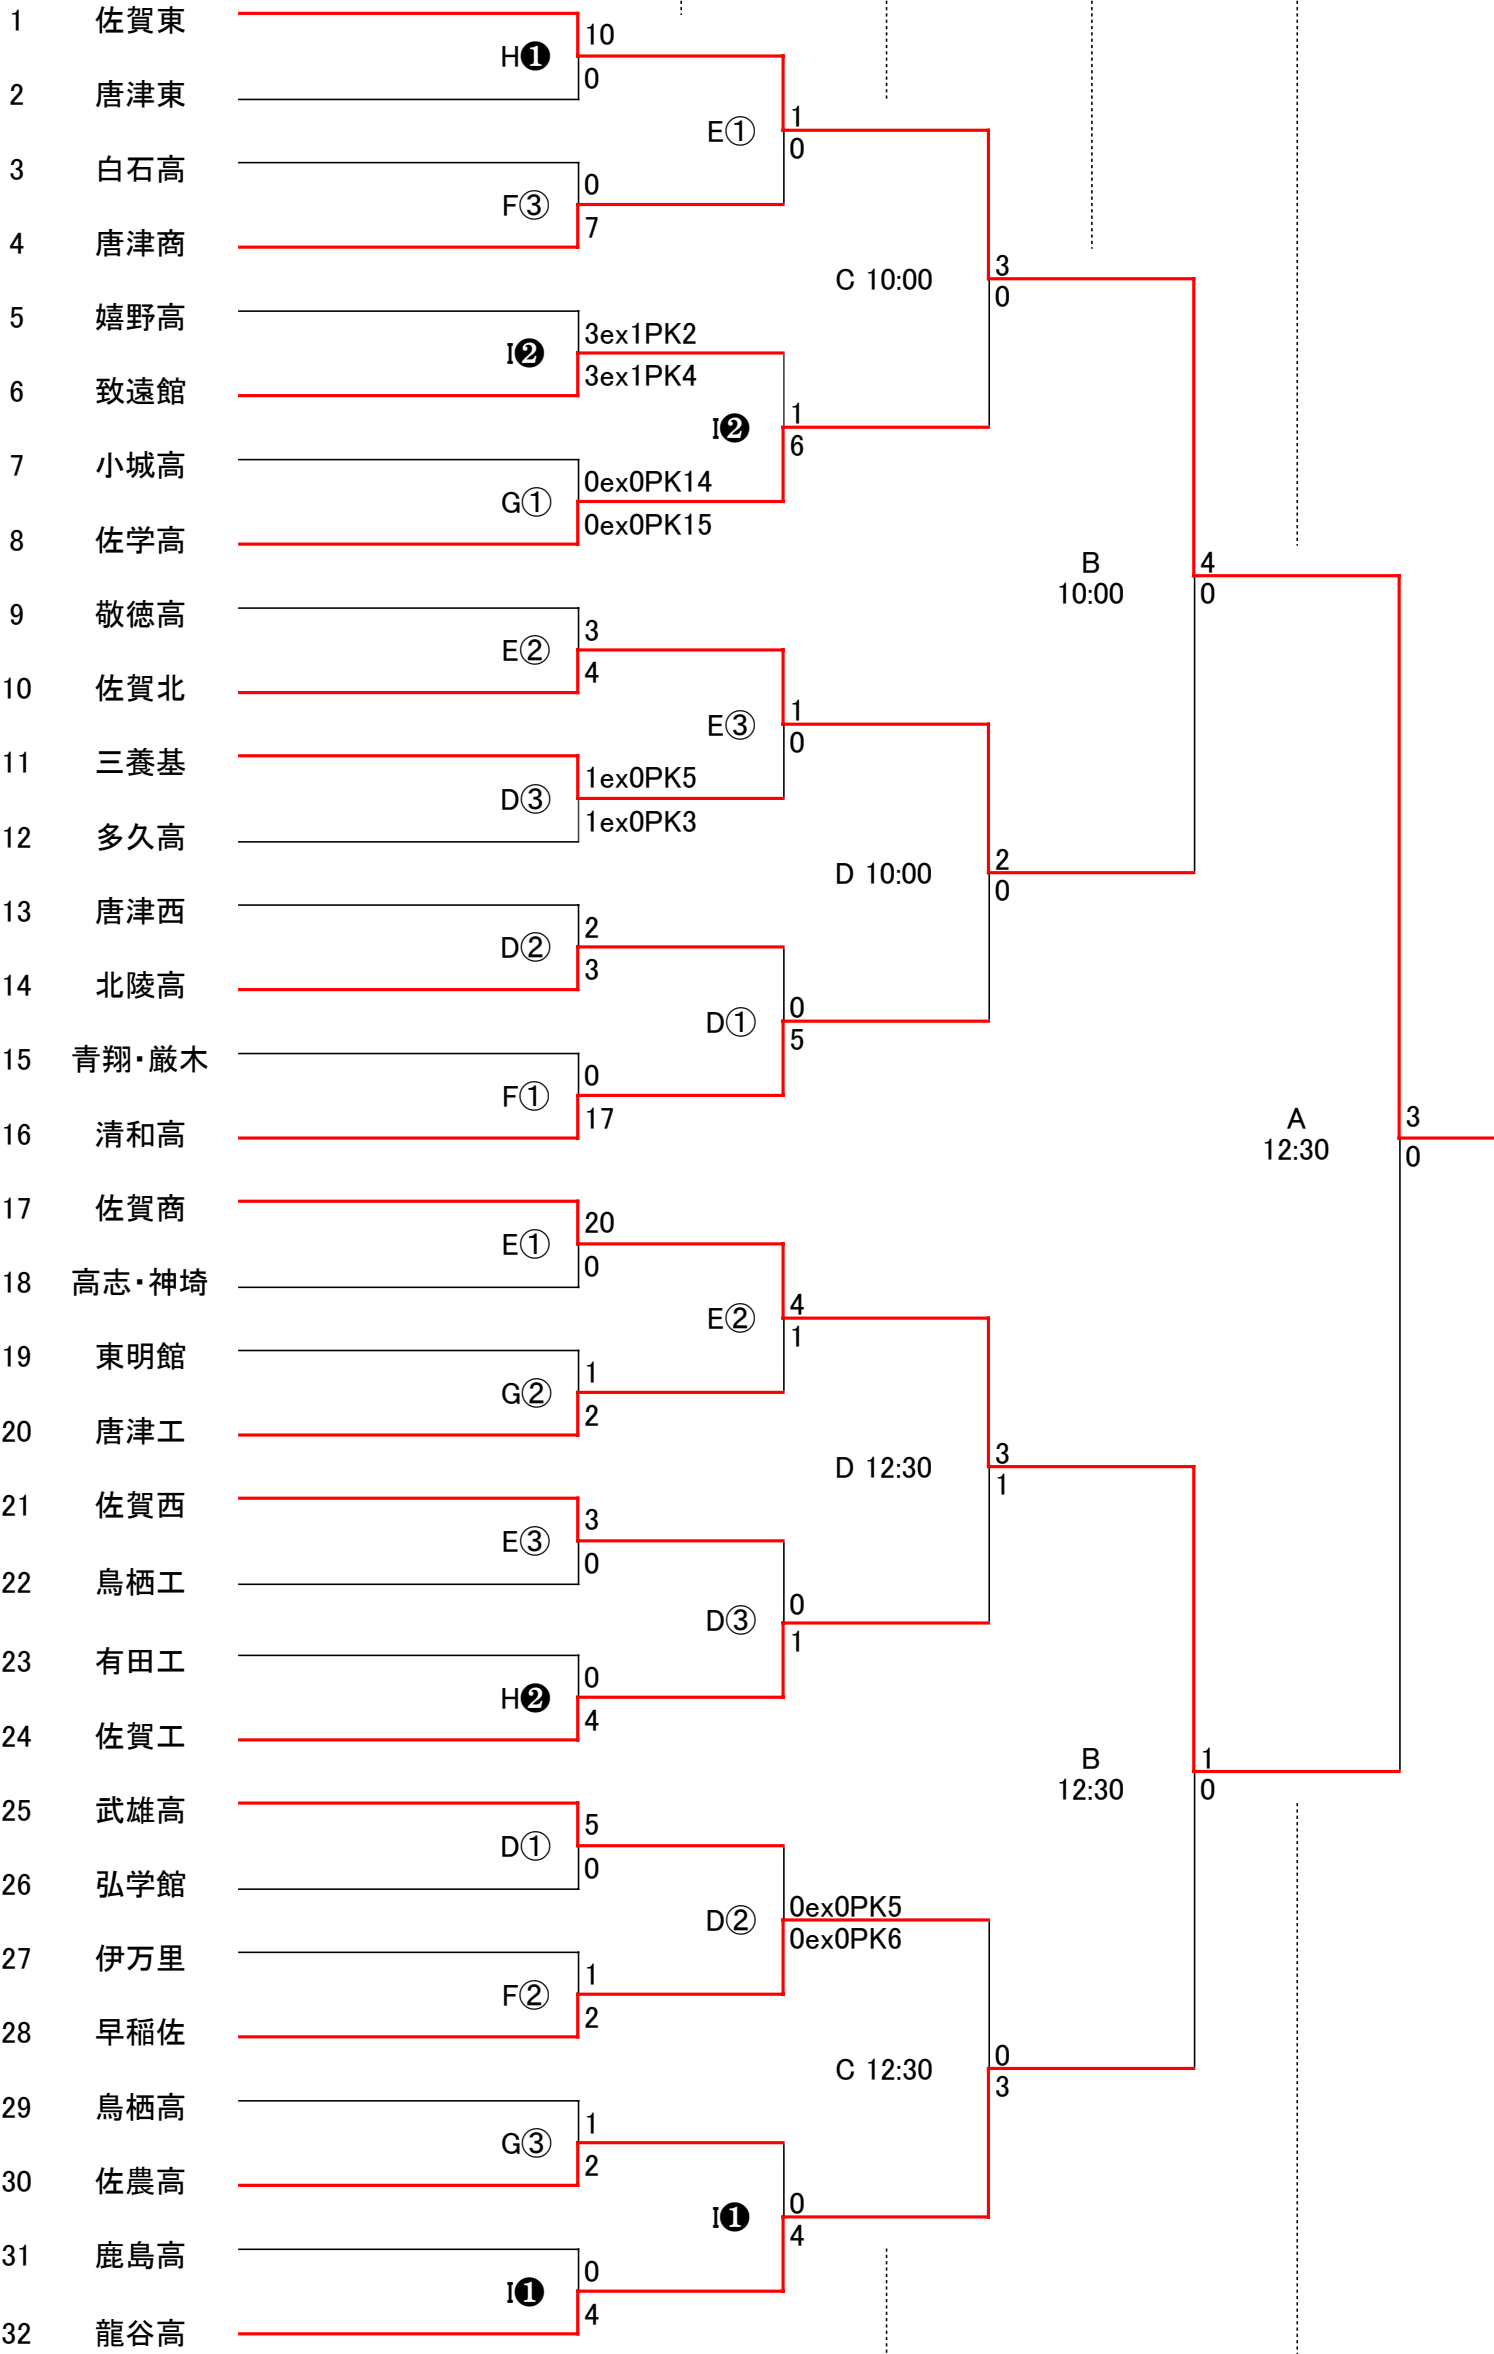 1 佐賀東
10
H❶
0
2 唐津東
1
E①
0
3 白石高
0
F③
7
4 唐津商
3
C 10:00
0
5 嬉野高
3ex1PK2
I❷
3ex1PK4
6 致遠館
1
I❷
6
7 小城高
0ex0PK14
G①
0ex0PK15
8 佐学高
4
B
10:00
0
9 敬徳高
3
E②
4
10 佐賀北
1
E③
0
11 三養基
1ex0PK5
D③
1ex0PK3
12 多久高
2
D 10:00
0
13 唐津西
2
D②
3
14 北陵高
0
D①
5
15 青翔・厳木
0
F①
17
16 清和高
3
A
12:30
0
17 佐賀商
20
E①
0
18 高志・神埼
4
E②
1
19 東明館
1
G②
2
20 唐津工
3
D 12:30
1
21 佐賀西
3
E③
0
22 鳥栖工
0
D③
1
23 有田工
0
H❷
4
24 佐賀工
1
B
12:30
0
25 武雄高
5
D①
0
26 弘学館
0ex0PK5
D②
0ex0PK6
27 伊万里
1
F②
2
28 早稲佐
0
C 12:30
3
29 鳥栖高
1
G③
2
30 佐農高
0
I❶
4
31 鹿島高
0
I❶
4
32 龍谷高